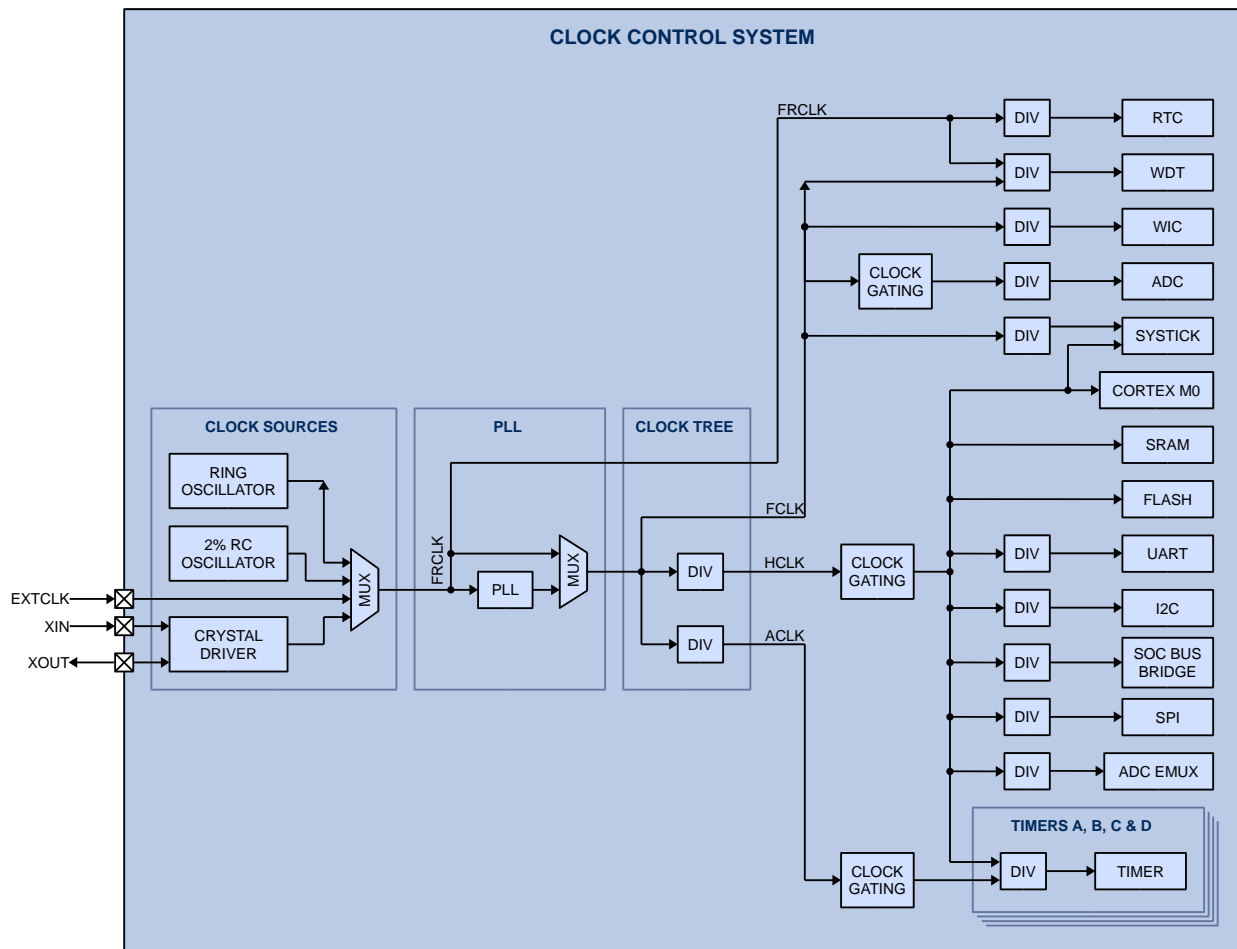 CLOCK CONTROL SYSTEM
FRCLK
DIV
RTC
DIV
WDT
DIV
WIC
CLOCK
GATING
DIV
ADC
DIV
SYSTICK
CORTEX M0
CLOCK SOURCES
PLL
CLOCK TREE
SRAM
RING
OSCILLATOR
FLASH
FCLK
2% RC
OSCILLATOR
MUX
FRCLK
PLL
MUX
DIV
HCLK
CLOCK
GATING
DIV
UART
EXTCLK
XIN
XOUT
CRYSTAL
DRIVER
DIV
ACLK
DIV
I2C
DIV
SOC BUS
BRIDGE
DIV
SPI
DIV
ADC EMUX
TIMERS A, B, C & D
CLOCK
GATING
DIV
TIMER